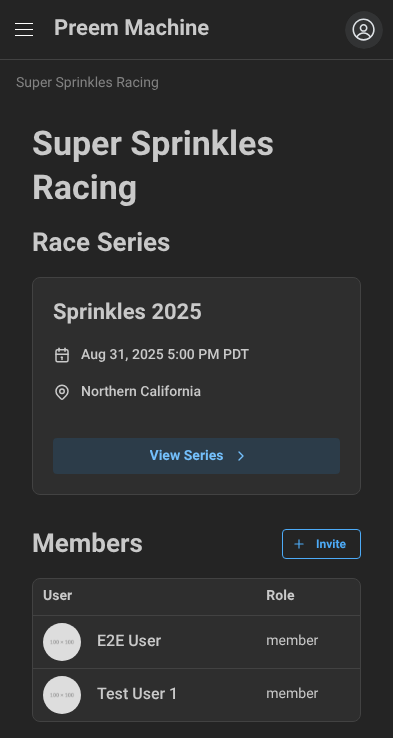 Preem Machine
Super Sprinkles Racing
Super Sprinkles
Racing
Race Series
Sprinkles 2025
Aug 31, 2025 5:00 PM PDT
Northern California
View Series
Members
Invite
User Role
100 × 100 E2E User member
100 × 100 Test User 1 member